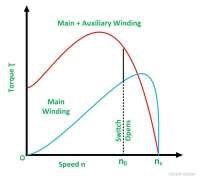 Main + Auxiliary Winding
Torque τ
Main
Winding
Switch
Opens
O
Speed n
n₀
nₛ